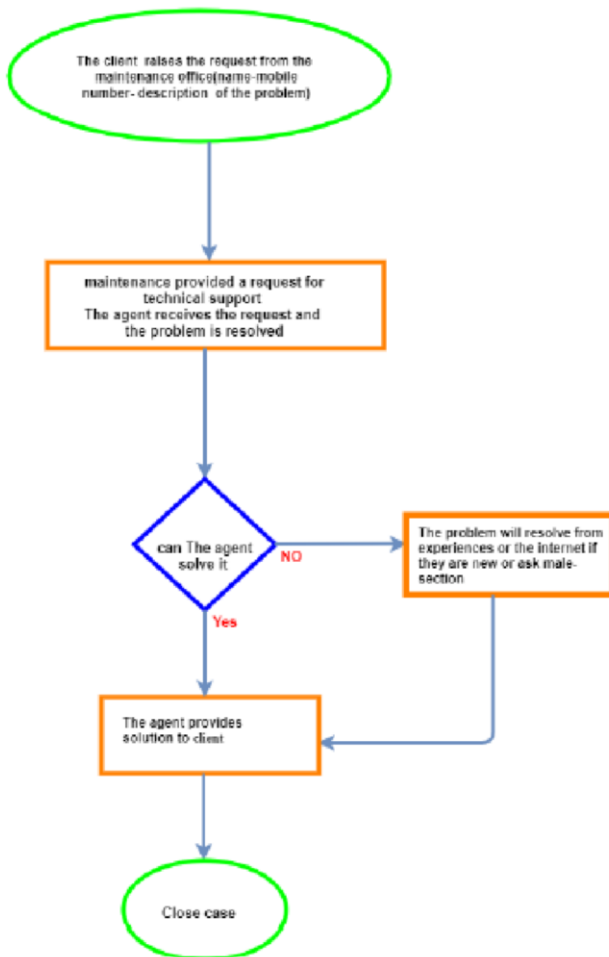 The client raises the request from the
maintenance office(name-mobile
number- description of the problem)
maintenance provided a request for
technical support
The agent receives the request and
the problem is resolved
can The agent
solve it
NO
The problem will resolve from
experiences or the internet if
they are new or ask male-
section
Yes
The agent provides
solution to client
Close case